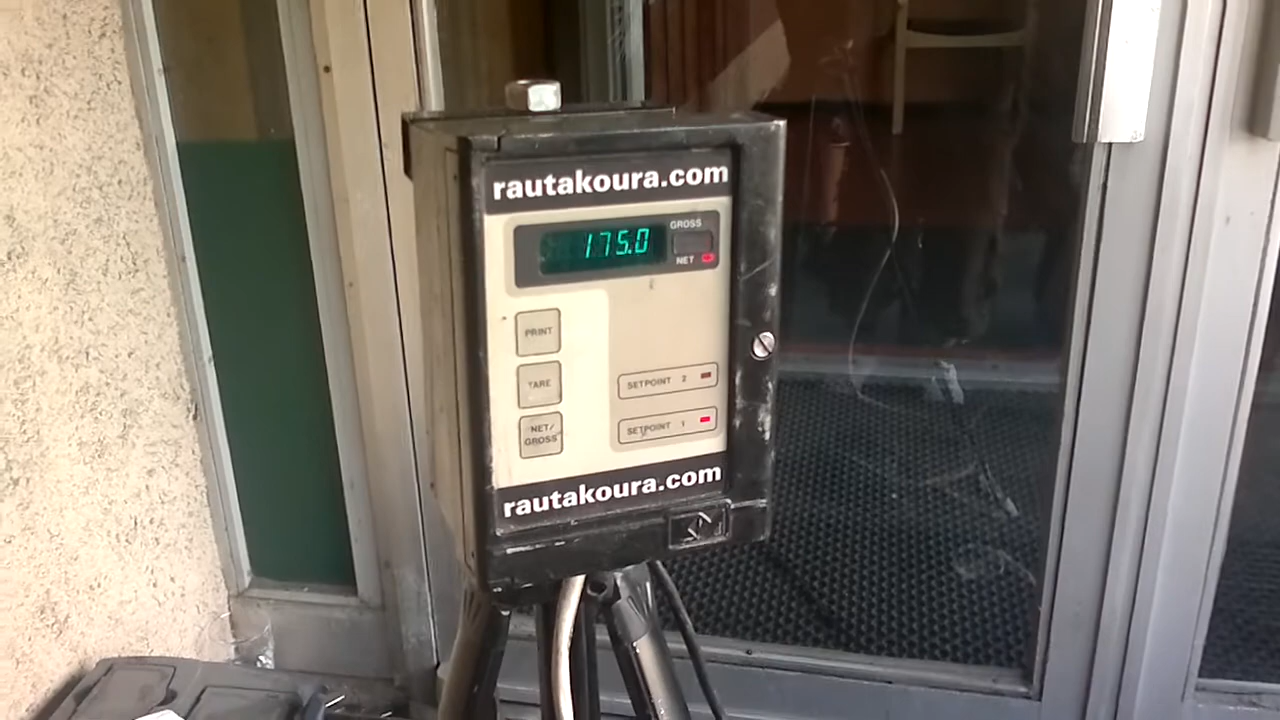 rautakoura.com
175.0
GROSS
NET
PRINT
TARE
NET/
GROSS
SETPOINT 2
SETPOINT 1
rautakoura.com